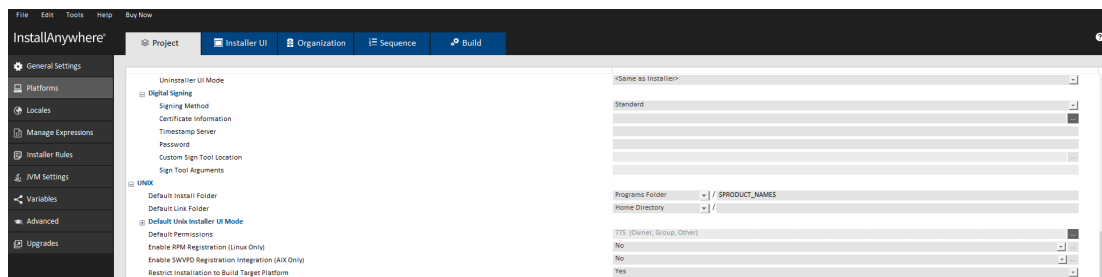 File Edit Tools Help Buy Now
InstallAnywhere®
Project Installer UI Organization Sequence Build
General Settings
Platforms
Locales
Manage Expressions
Installer Rules
JVM Settings
Variables
Advanced
Upgrades
Uninstaller UI Mode <Same as Installer>
Digital Signing
Signing Method Standard
Certificate Information
Timestamp Server
Password
Custom Sign Tool Location
Sign Tool Arguments
UNIX
Default Install Folder Programs Folder / $PRODUCT_NAME$
Default Link Folder Home Directory /
Default Unix Installer UI Mode
Default Permissions 775 (Owner, Group, Other)
Enable RPM Registration (Linux Only) No
Enable SWVPD Registration Integration (AIX Only) No
Restrict Installation to Build Target Platform Yes